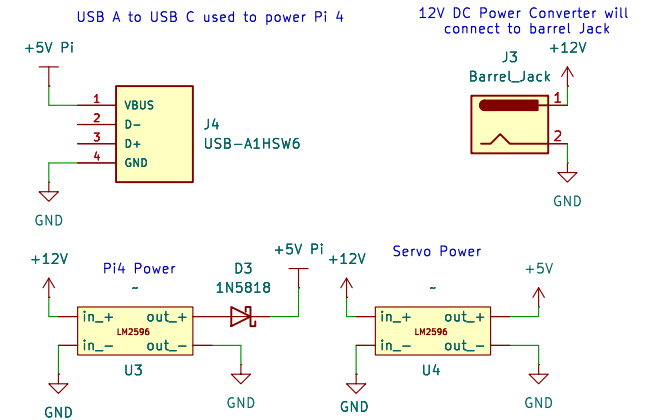 USB A to USB C used to power Pi 4
12V DC Power Converter will
connect to barrel Jack
+5V Pi
1 VBUS
2 D-
3 D+
4 GND
J4
USB-A1HSW6
GND
J3
Barrel_Jack
+12V
1
2
GND
Pi4 Power
+12V
~
D3
1N5818
+5V Pi
in_+ out_+
LM2596
in_- out_-
U3
GND
GND
Servo Power
+12V
~
+5V
in_+ out_+
LM2596
in_- out_-
U4
GND
GND